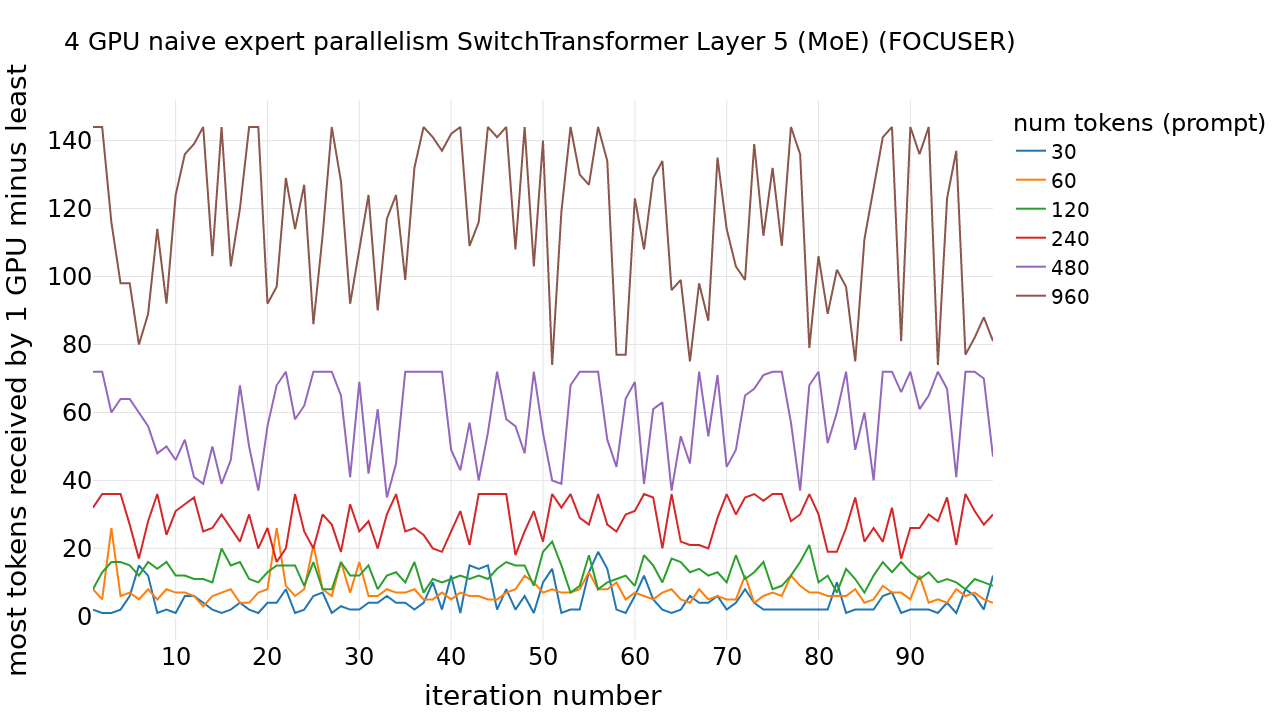 4 GPU naive expert parallelism SwitchTransformer Layer 5 (MoE) (FOCUSER)
most tokens received by 1 GPU minus least
140
120
100
80
60
40
20
0
10 20 30 40 50 60 70 80 90
iteration number
num tokens (prompt)
30
60
120
240
480
960